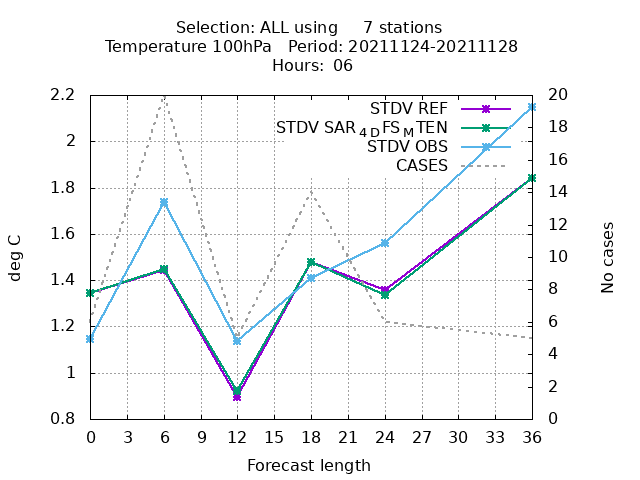 Selection: ALL using     7 stations
Temperature 100hPa   Period: 20211124-20211128
Hours:  06
STDV REF
STDV SAR4DFSMTEN
STDV OBS
CASES
deg C
2.2
2
1.8
1.6
1.4
1.2
1
0.8
No cases
20
18
16
14
12
10
8
6
4
2
0
0 3 6 9 12 15 18 21 24 27 30 33 36
Forecast length